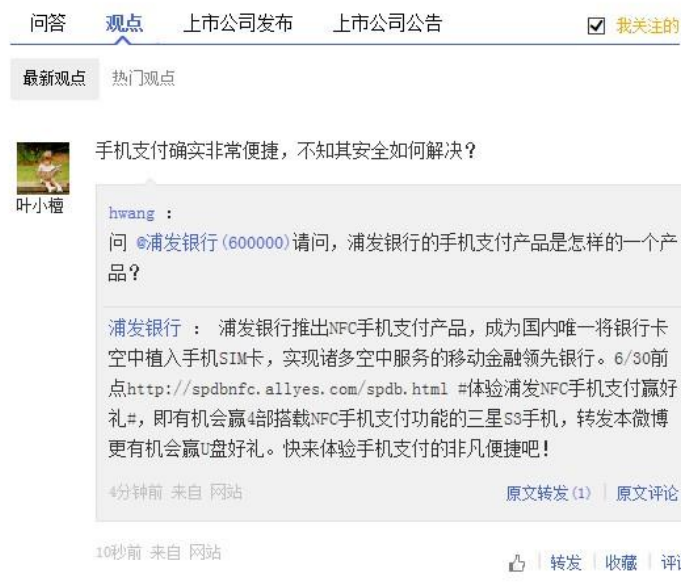 问答 观点 上市公司发布 上市公司公告 我关注的
最新观点 热门观点
手机支付确实非常便捷，不知其安全如何解决？
叶小檀
hwang ：
问 @浦发银行(600000)请问，浦发银行的手机支付产品是怎样的一个产
品？
浦发银行 ： 浦发银行推出NFC手机支付产品，成为国内唯一将银行卡
空中植入手机SIM卡，实现诸多空中服务的移动金融领先银行。6/30前
点http://spdbnfc.allyes.com/spdb.html #体验浦发NFC手机支付赢好
礼#，即有机会赢4部搭载NFC手机支付功能的三星S3手机，转发本微博
更有机会赢U盘好礼。快来体验手机支付的非凡便捷吧！
4分钟前 来自 网站 原文转发(1) 原文评论
10秒前 来自 网站 转发 收藏 评